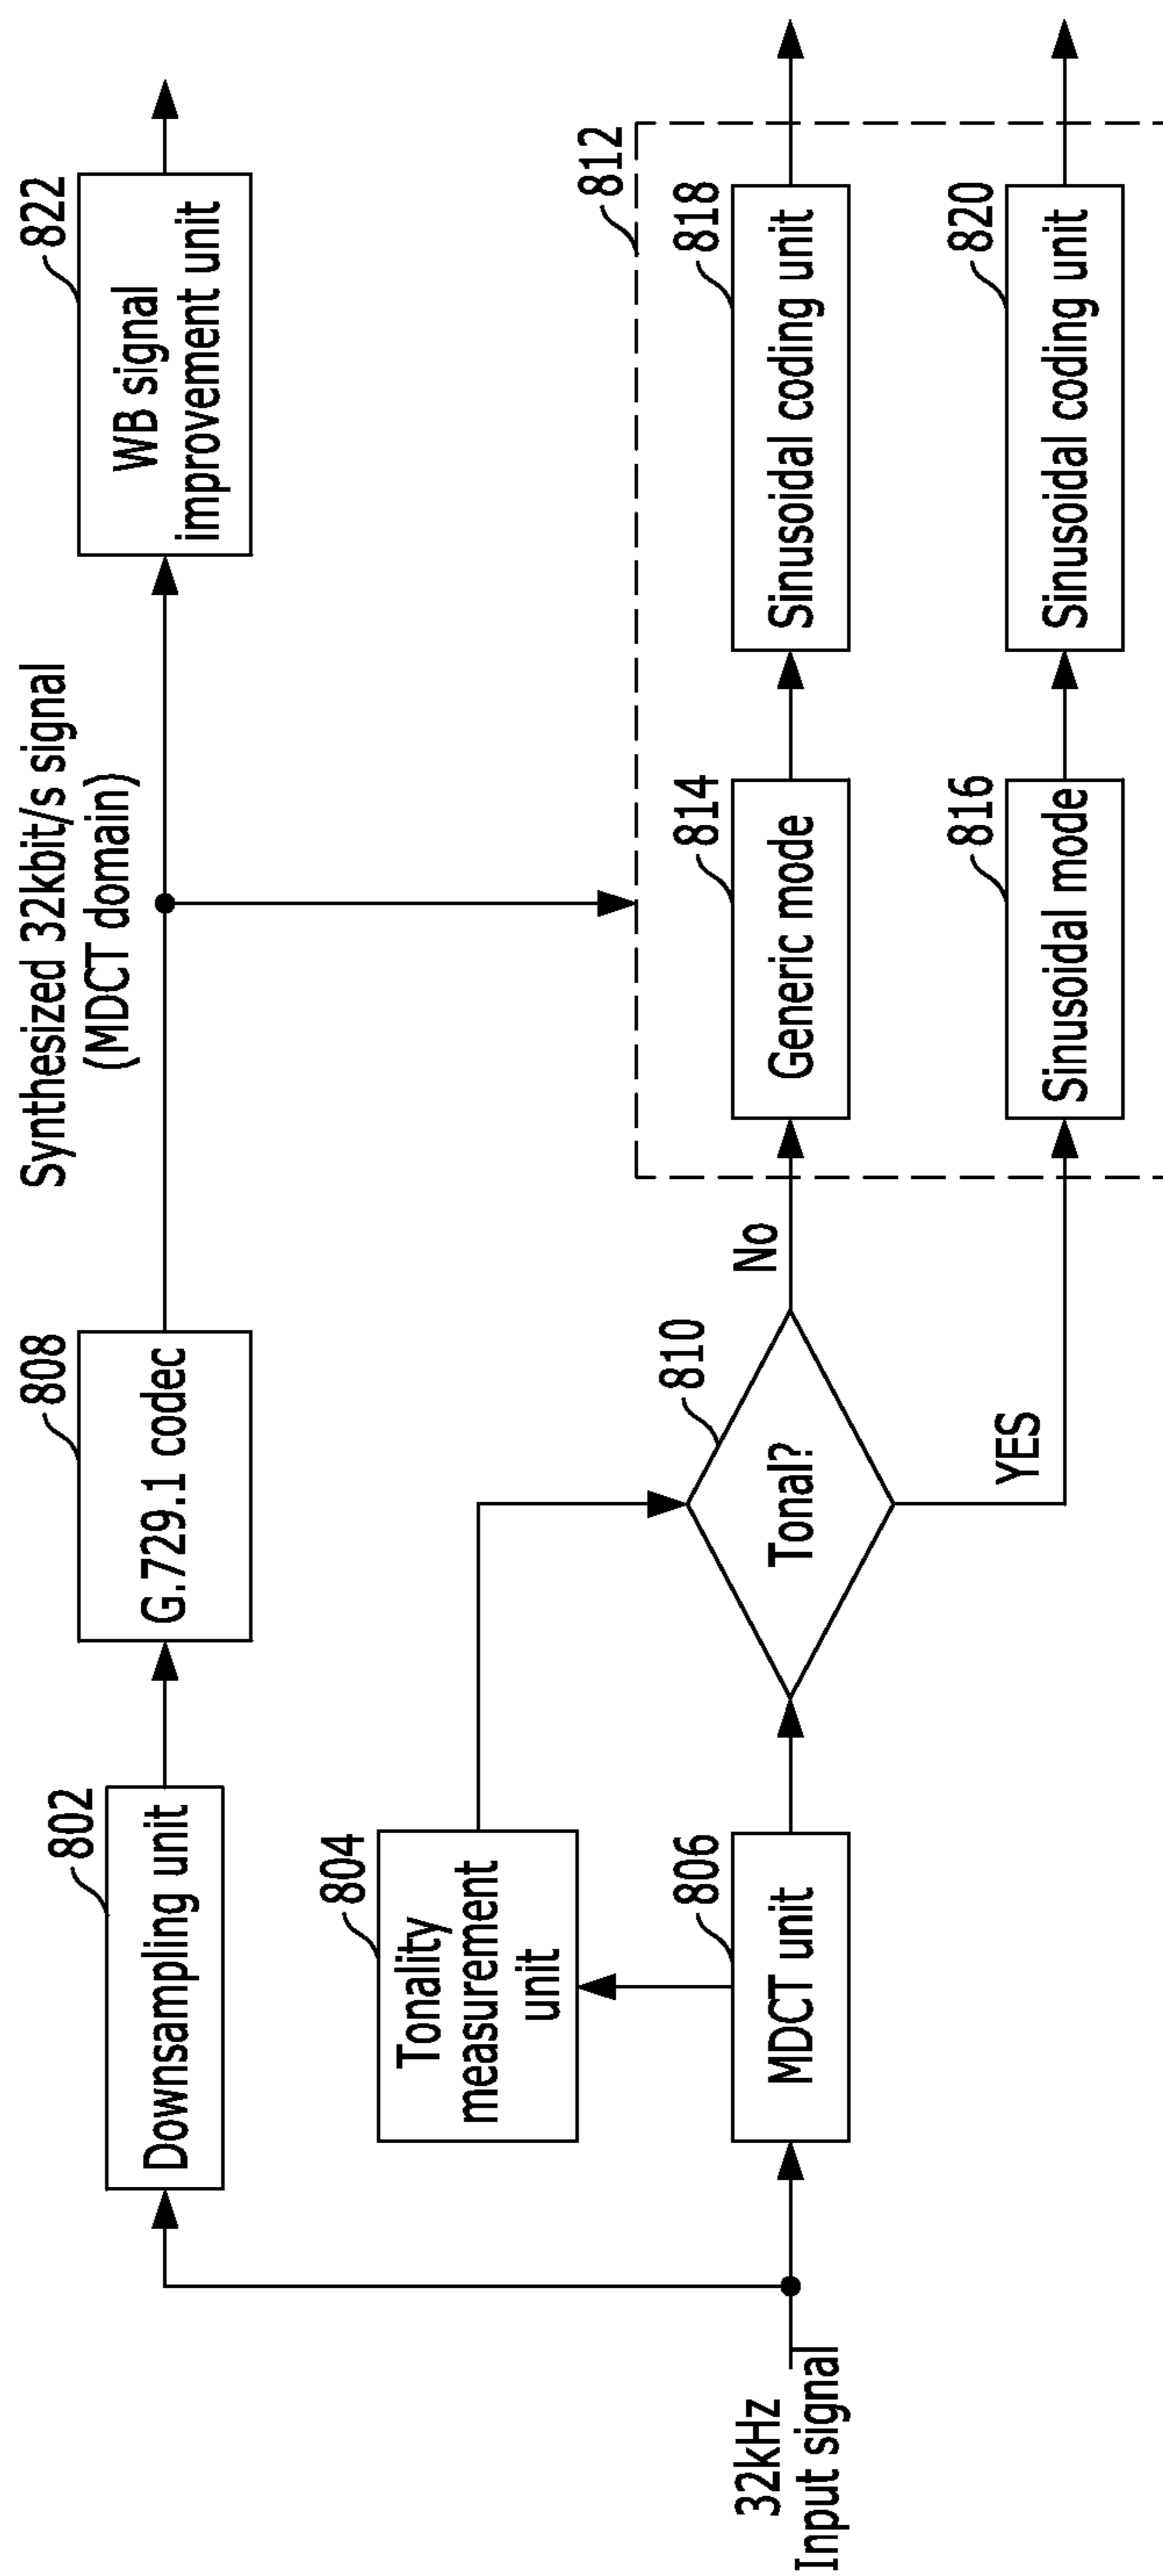 Synthesized 32kbit/s signal
(MDCT domain)
802
Downsampling unit
808
G.729.1 codec
822
WB signal
improvement unit
804
Tonality
measurement
unit
812
32kHz
Input signal
806
MDCT unit
810
Tonal?
No
814
Generic mode
818
Sinusoidal coding unit
YES
816
Sinusoidal mode
820
Sinusoidal coding unit